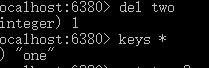 ocalhost:6380> del two
integer) 1
ocalhost:6380> keys *
) "one"